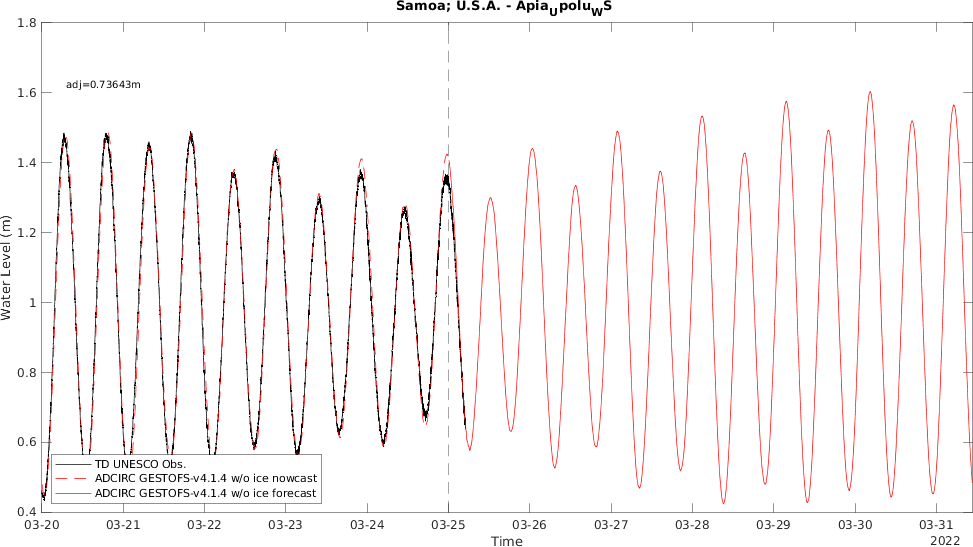 Samoa; U.S.A. - ApiaUpoluWS
adj=0.73643m
Water Level (m)
1.8
1.6
1.4
1.2
1
0.8
0.6
0.4
TD UNESCO Obs.
ADCIRC GESTOFS-v4.1.4 w/o ice nowcast
ADCIRC GESTOFS-v4.1.4 w/o ice forecast
03-20 03-21 03-22 03-23 03-24 03-25 03-26 03-27 03-28 03-29 03-30 03-31
Time
2022